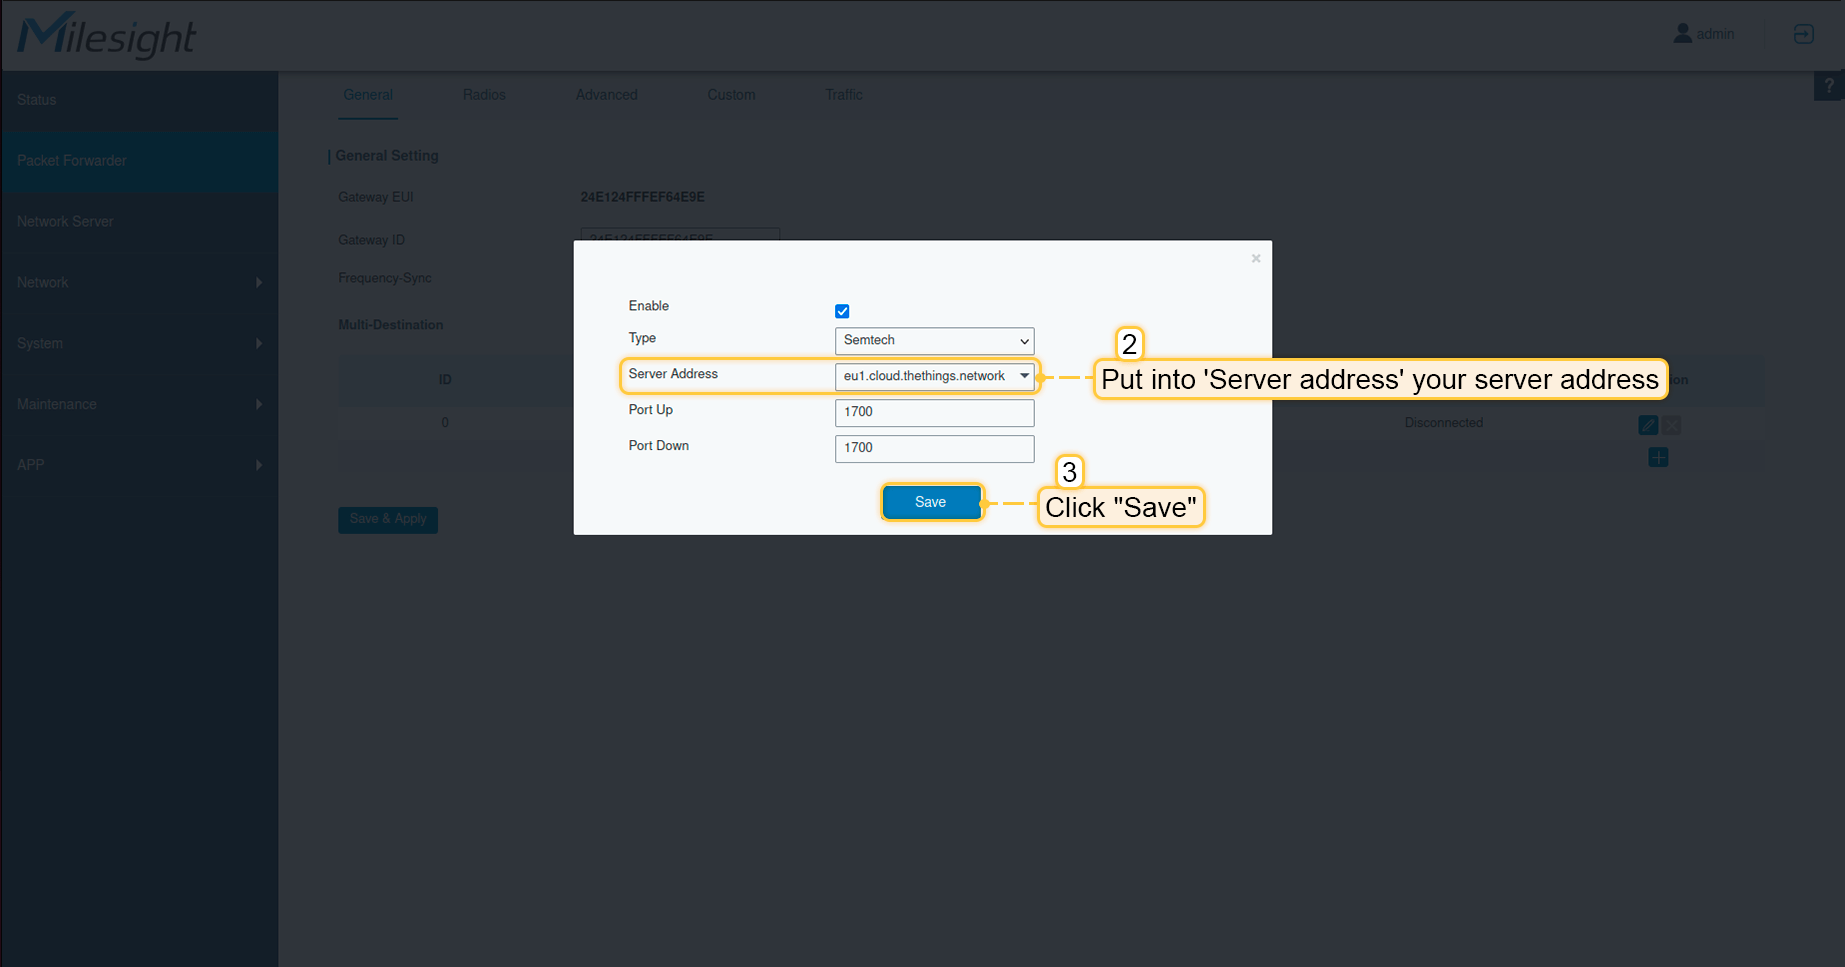 Milesight
admin
Status
Packet Forwarder
Network Server
Network
System
Maintenance
APP
General Radios Advanced Custom Traffic
?
General Setting
Gateway EUI 24E124FFFEF64E9E
Gateway ID 24E124FFFEF64E9E
Frequency-Sync
Multi-Destination
ID
0
Disconnected
Save & Apply
×
Enable
Type Semtech
Server Address eu1.cloud.thethings.network
Port Up 1700
Port Down 1700
Save
2
Put into 'Server address' your server address
3
Click "Save"